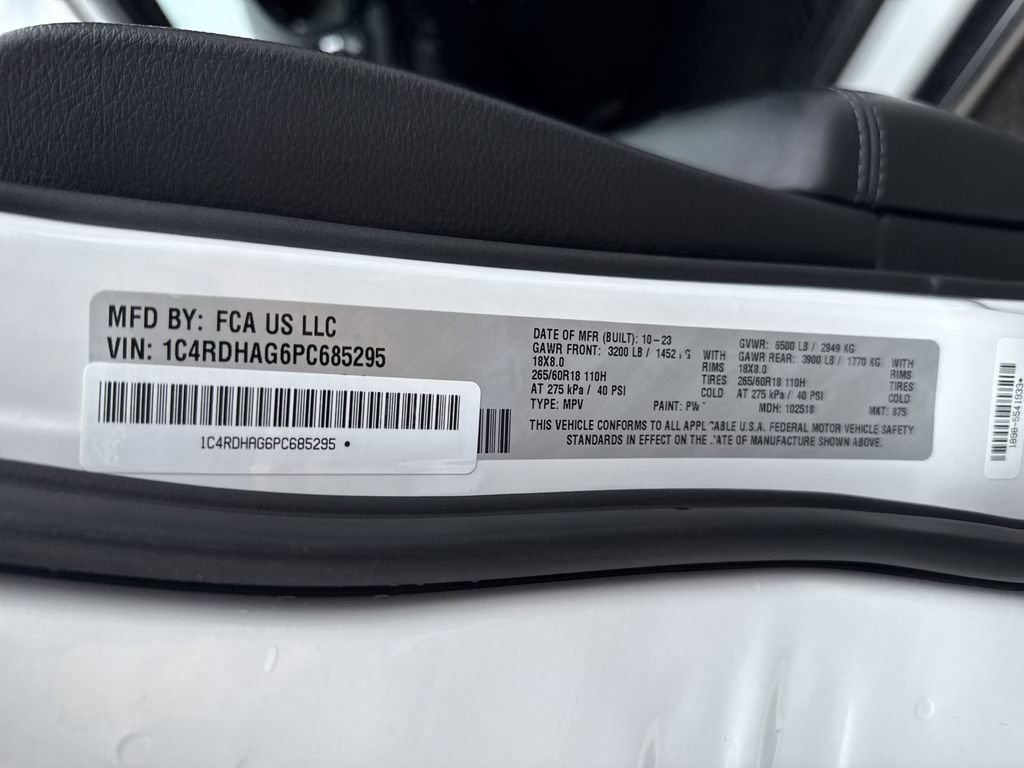 MFD BY: FCA US LLC
VIN: 1C4RDHAG6PC685295
1C4RDHAG6PC685295 •
DATE OF MFR (BUILT): 10-23
GAWR FRONT: 3200 LB / 1452 G WITH
18X8.0 RIMS
265/60R18 110H TIRES
AT 275 kPa / 40 PSI COLD
TYPE: MPV PAINT: PW
GVWR: 6500 LB / 2949 KG
GAWR REAR: 3900 LB / 1770 KG WITH
18X8.0 RIMS
265/60R18 110H TIRES
AT 275 kPa / 40 PSI COLD
MDH: 102518 MKT: 875
THIS VEHICLE CONFORMS TO ALL APPL CABLE U.S.A. FEDERAL MOTOR VEHICLE SAFETY
STANDARDS IN EFFECT ON THE ATE OF MANUFACTURE SHOWN ABOVE.